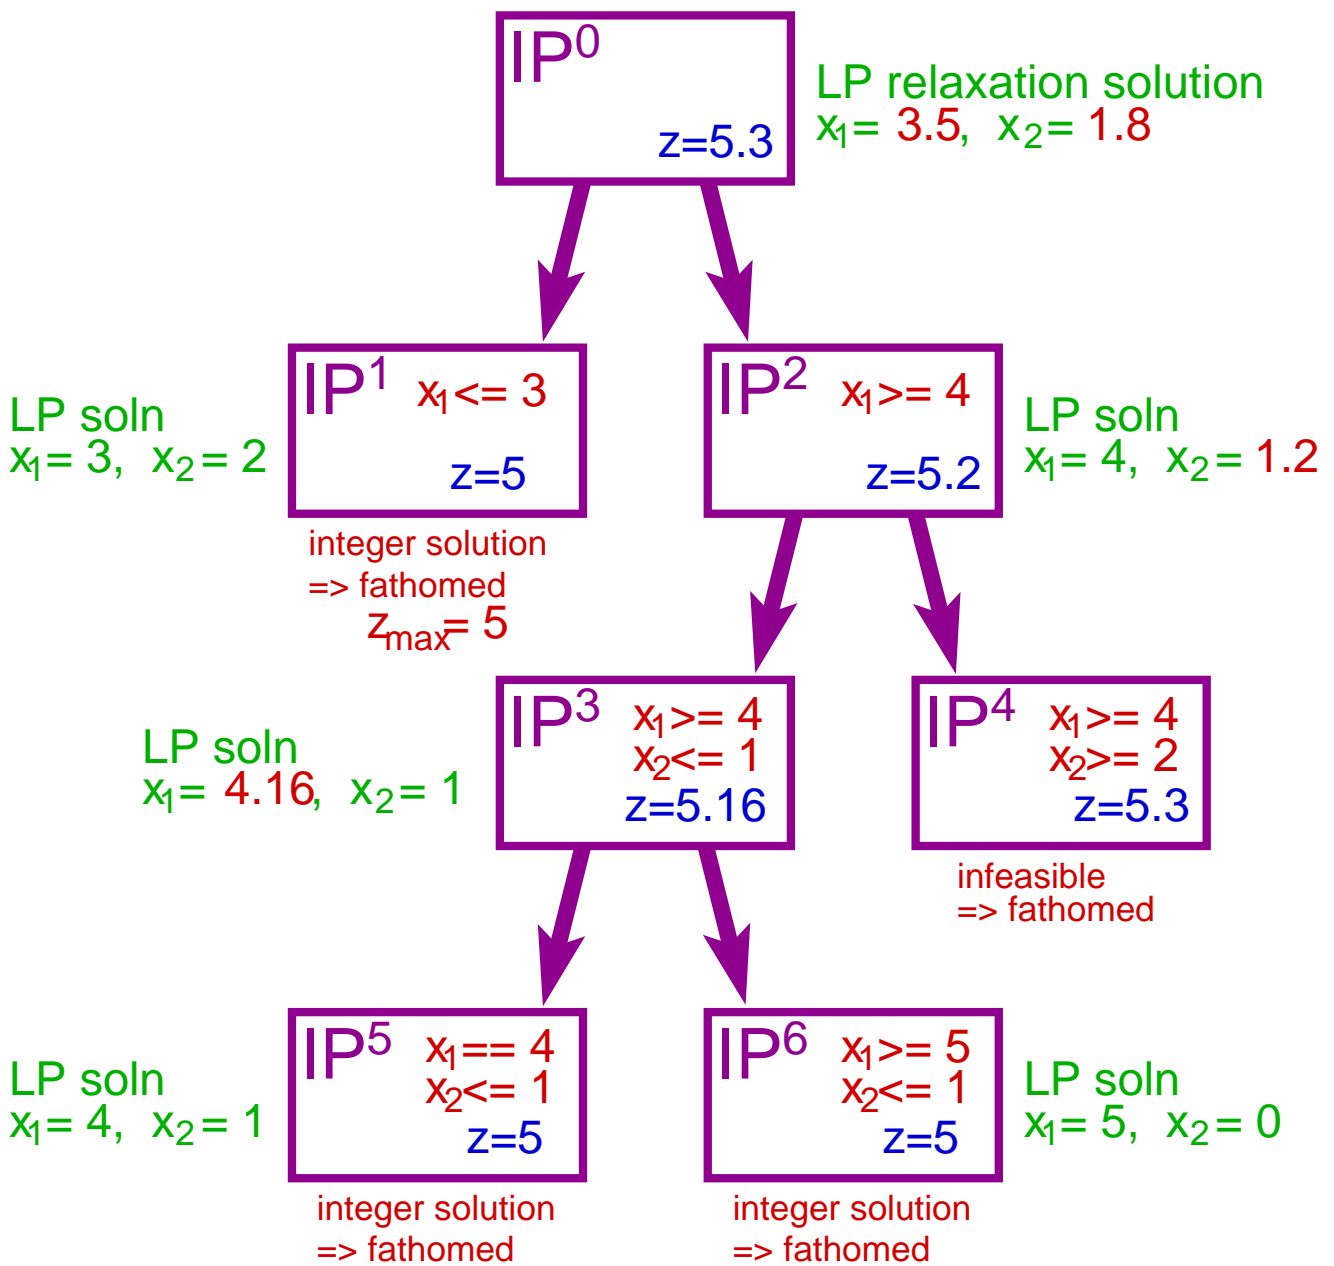 IP⁰
z=5.3
LP relaxation solution
x₁= 3.5, x₂= 1.8
LP soln
x₁= 3, x₂= 2
IP¹ x₁<= 3
z=5
integer solution
=> fathomed
zmax= 5
IP² x₁>= 4
z=5.2
LP soln
x₁= 4, x₂= 1.2
LP soln
x₁= 4.16, x₂= 1
IP³ x₁>= 4
x₂<= 1
z=5.16
IP⁴ x₁>= 4
x₂>= 2
z=5.3
infeasible
=> fathomed
LP soln
x₁= 4, x₂= 1
IP⁵ x₁== 4
x₂<= 1
z=5
integer solution
=> fathomed
IP⁶ x₁>= 5
x₂<= 1
z=5
integer solution
=> fathomed
LP soln
x₁= 5, x₂= 0